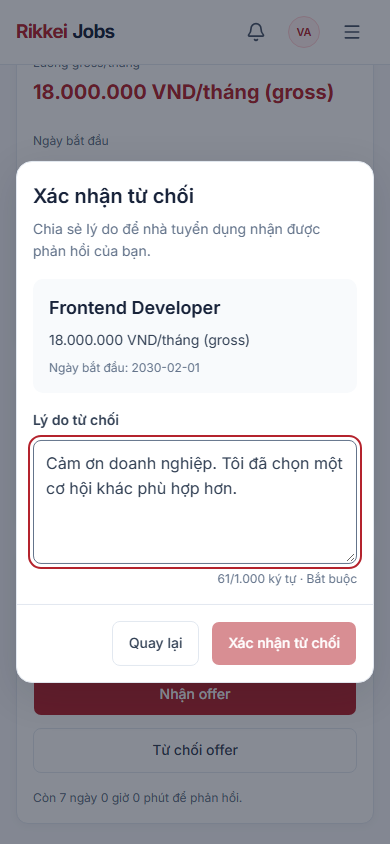 Rikkei Jobs
VA
Lương gross/tháng
18.000.000 VND/tháng (gross)
Ngày bắt đầu
Xác nhận từ chối
Chia sẻ lý do để nhà tuyển dụng nhận được
phản hồi của bạn.
Frontend Developer
18.000.000 VND/tháng (gross)
Ngày bắt đầu: 2030-02-01
Lý do từ chối
Cảm ơn doanh nghiệp. Tôi đã chọn một
cơ hội khác phù hợp hơn.
61/1.000 ký tự · Bắt buộc
Quay lại
Xác nhận từ chối
Nhận offer
Từ chối offer
Còn 7 ngày 0 giờ 0 phút để phản hồi.